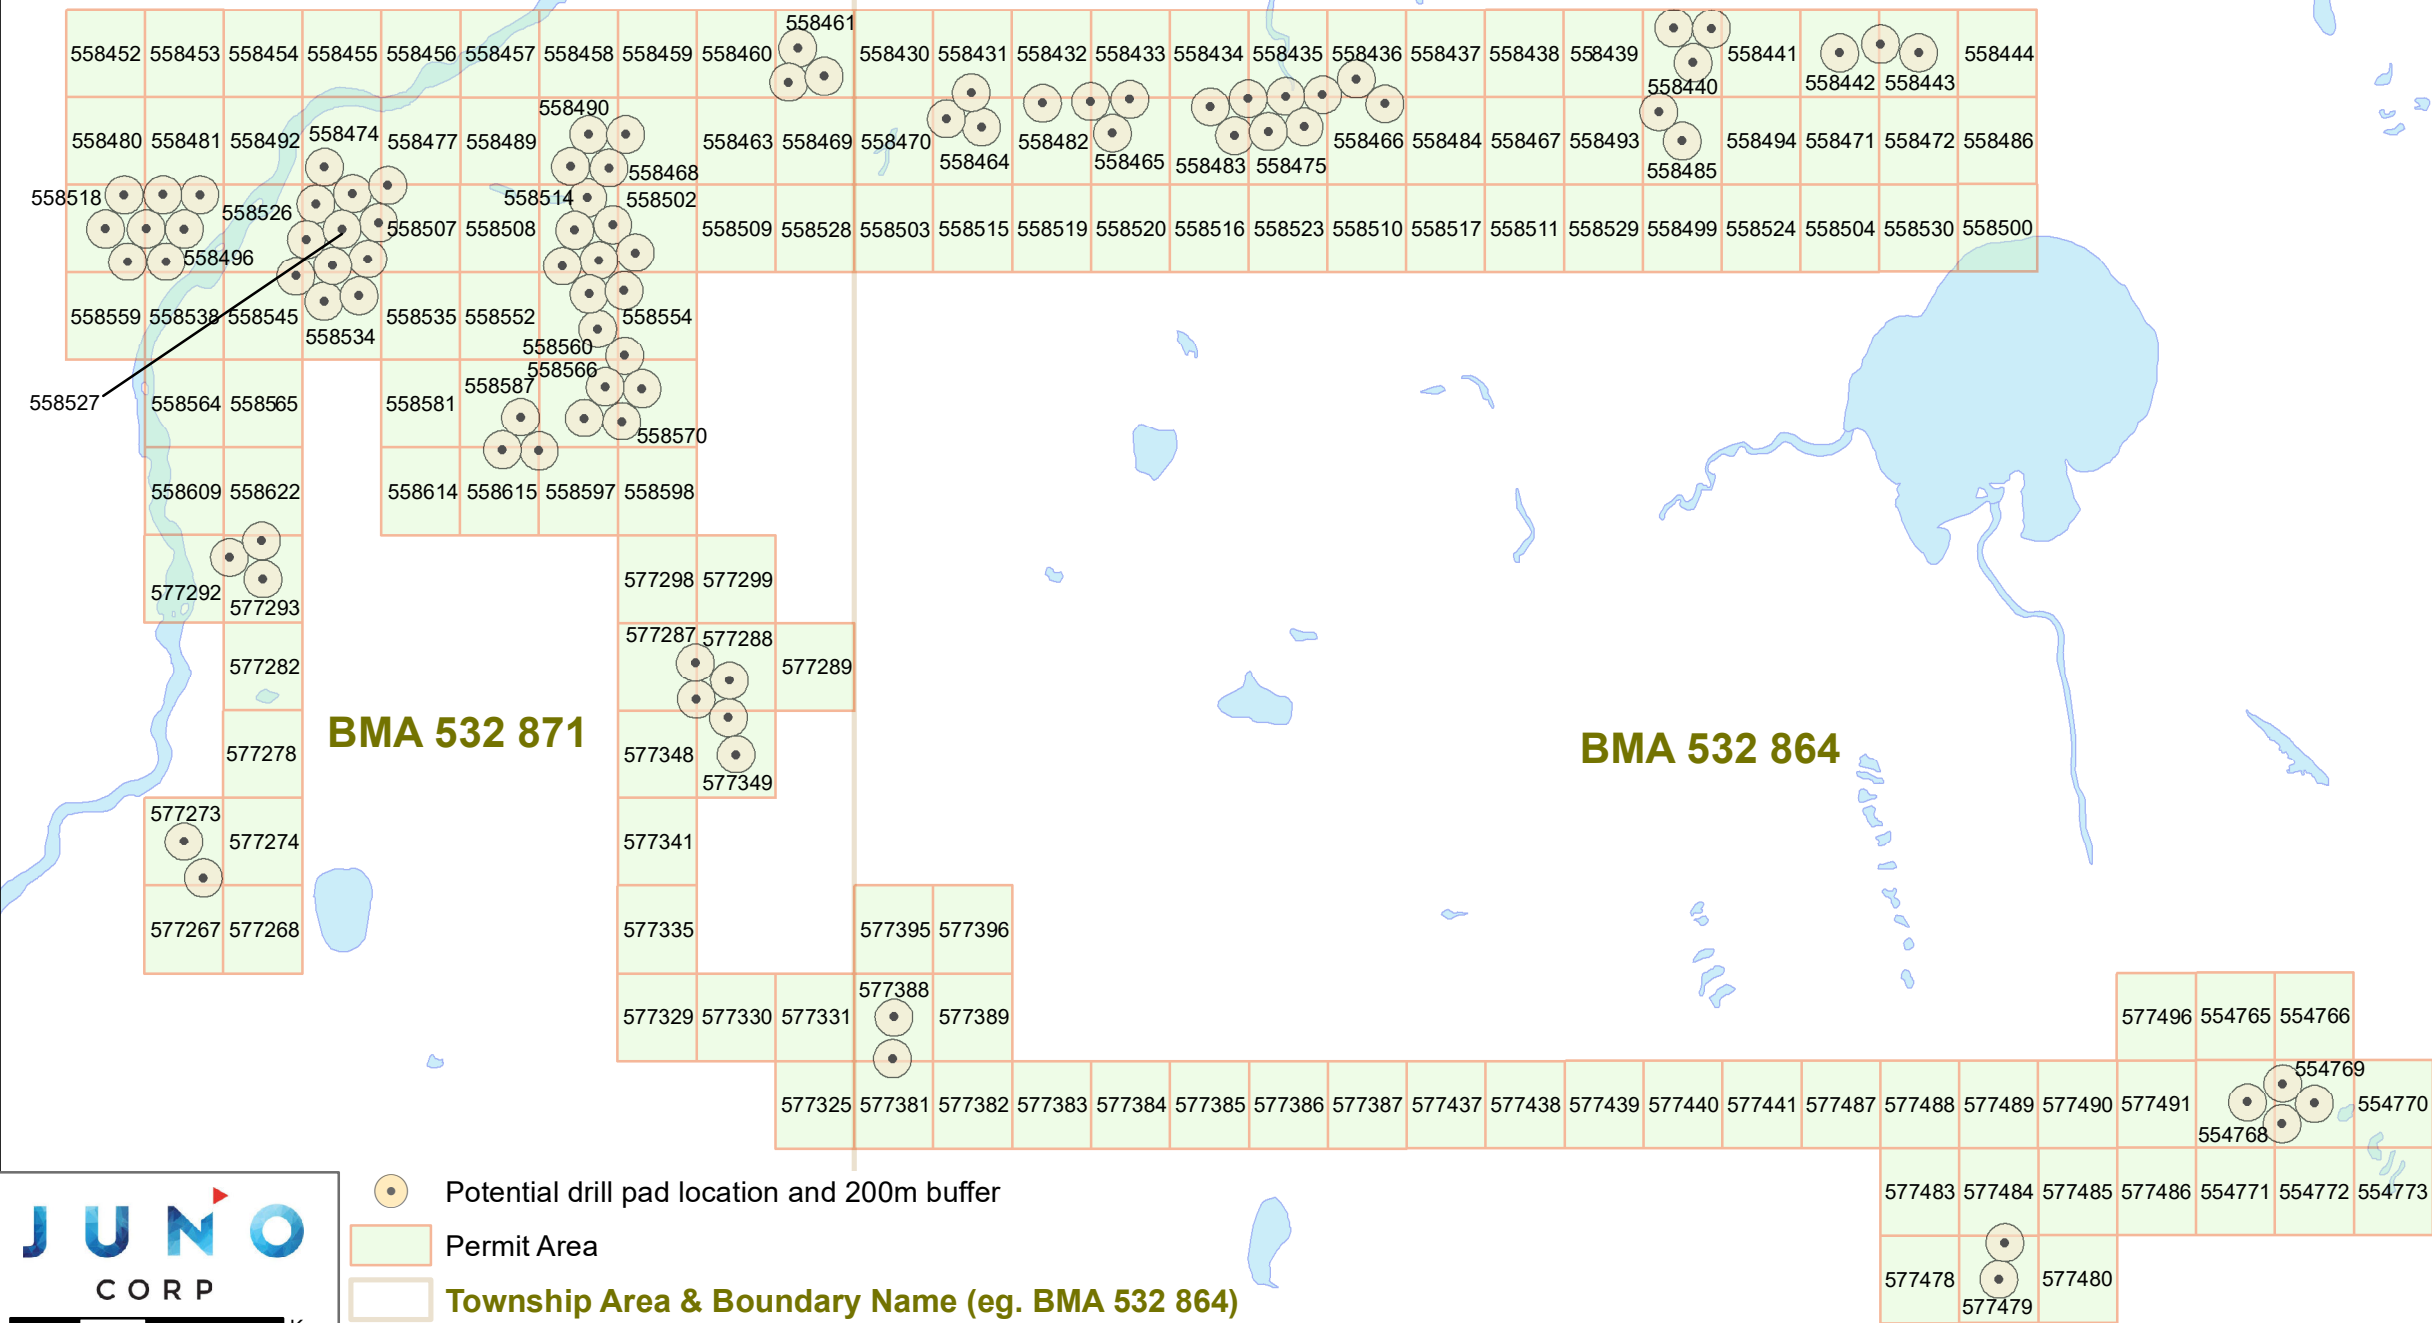 558461
558452 558453 558454 558455 558456 558457 558458 558459 558460 558430 558431 558432 558433 558434 558435 558436 558437 558438 558439 558441 558444
558440 558442 558443
558490
558480 558481 558492 558474 558477 558489 558463 558469 558470 558482 558466 558484 558467 558493 558494 558471 558472 558486
558468 558464 558465 558483 558475 558485
558518 558526 558514 558502
558507 558508 558509 558528 558503 558515 558519 558520 558516 558523 558510 558517 558511 558529 558499 558524 558504 558530 558500
558496
558559 558538 558545 558534 558535 558552 558554
558560
558566
558587
558527 558564 558565 558581
558570
558609 558622 558614 558615 558597 558598
577292 577293 577298 577299
577287 577288
577282 577289
BMA 532 871
BMA 532 864
577278 577348
577349
577273
577274 577341
577267 577268 577335 577395 577396
577388
577329 577330 577331 577389 577496 554765 554766
554769
577325 577381 577382 577383 577384 577385 577386 577387 577437 577438 577439 577440 577441 577487 577488 577489 577490 577491 554770
554768
577483 577484 577485 577486 554771 554772 554773
577478 577480
577479
JUNO
CORP
Potential drill pad location and 200m buffer
Permit Area
Township Area & Boundary Name (eg. BMA 532 864)